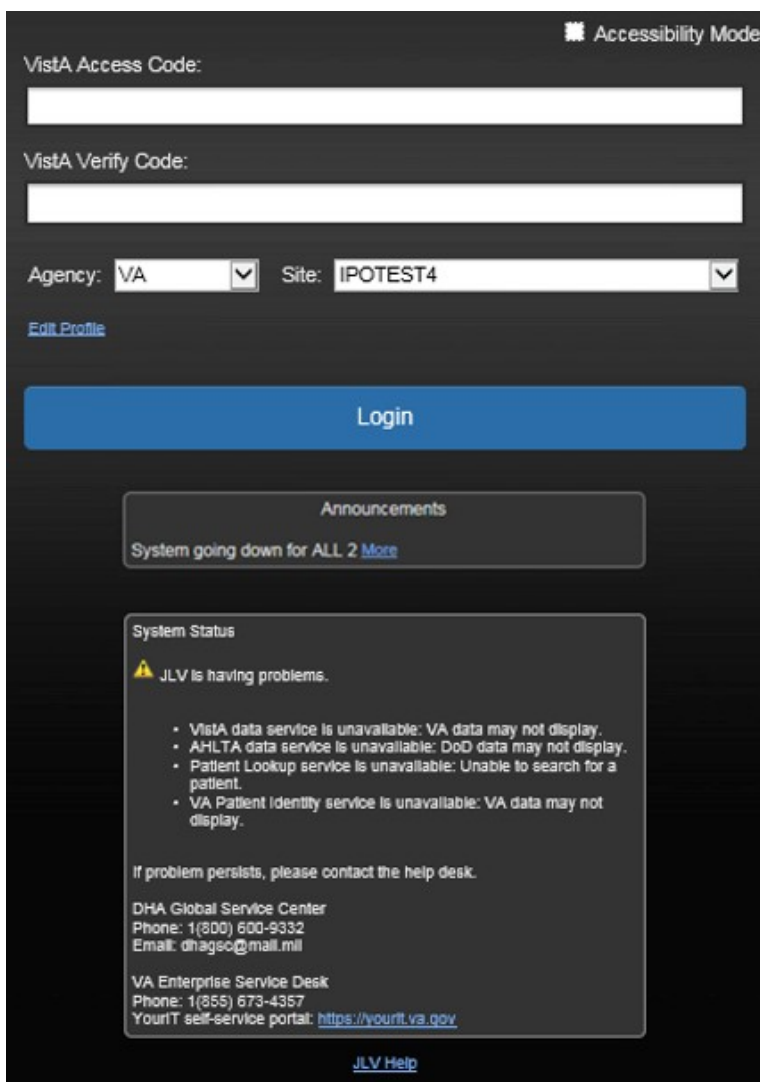 Accessibility Mode
VistA Access Code:
VistA Verify Code:
Agency: VA Site: IPOTEST4
Edit Profile
Login
Announcements
System going down for ALL 2 More
System Status
JLV is having problems.
• VistA data service is unavailable: VA data may not display.
• AHLTA data service is unavailable: DoD data may not display.
• Patient Lookup service is unavailable: Unable to search for a
patient.
• VA Patient Identity service is unavailable: VA data may not
display.
If problem persists, please contact the help desk.
DHA Global Service Center
Phone: 1(800) 600-9332
Email: dhagsc@mail.mil
VA Enterprise Service Desk
Phone: 1(855) 673-4357
YourIT self-service portal: https://yourit.va.gov
JLV Help